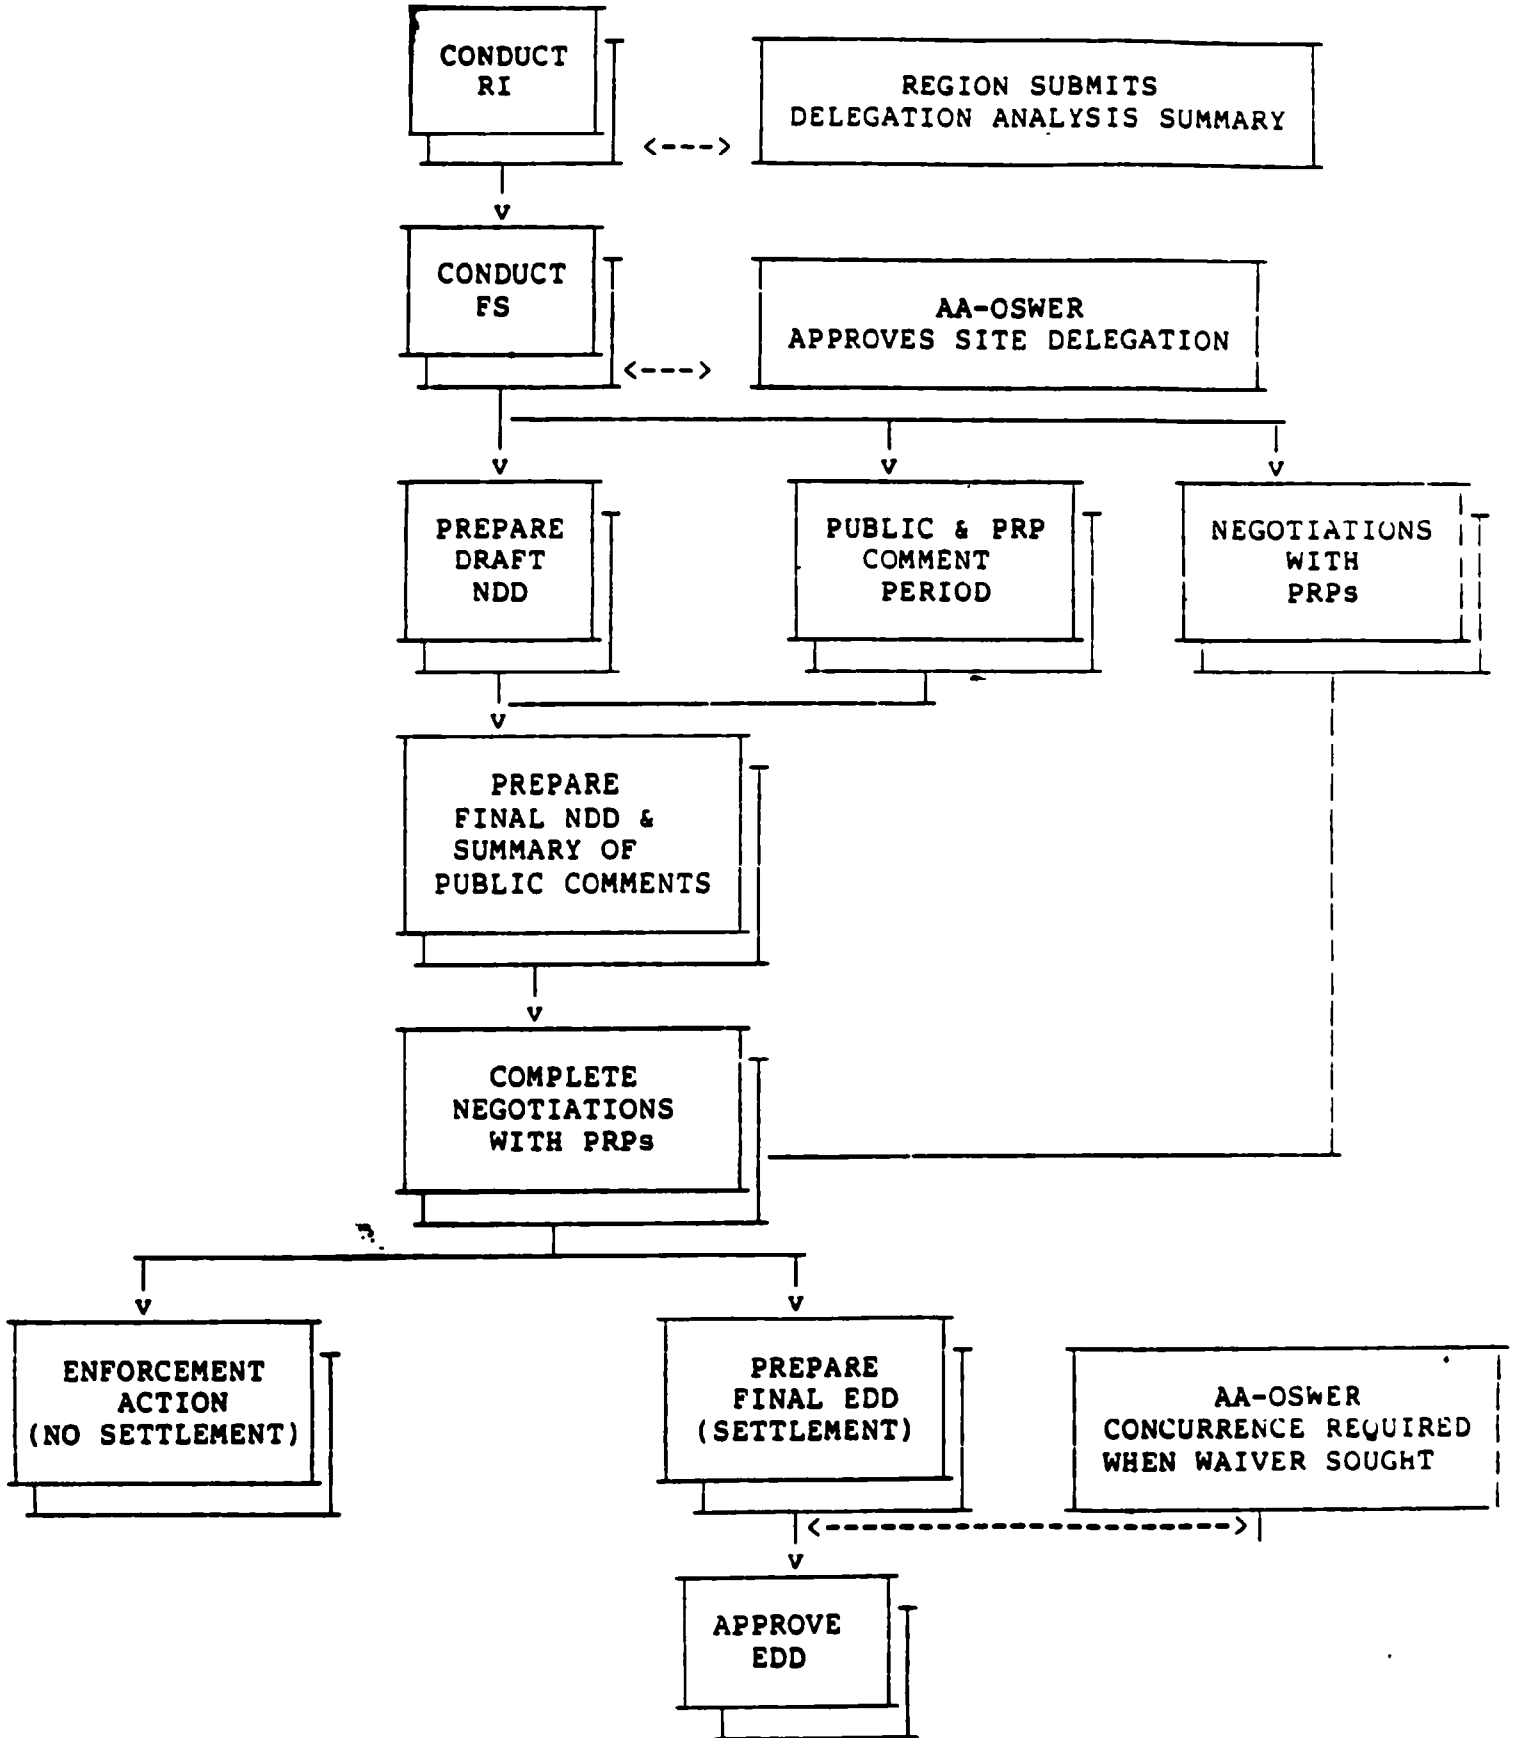 CONDUCT
RI
REGION SUBMITS
DELEGATION ANALYSIS SUMMARY
<--->
V
CONDUCT
FS
AA-OSWER
APPROVES SITE DELEGATION
<--->
V
V
V
PREPARE
DRAFT
NDD
PUBLIC & PRP
COMMENT
PERIOD
NEGOTIATIONS
WITH
PRPs
V
PREPARE
FINAL NDD &
SUMMARY OF
PUBLIC COMMENTS
V
COMPLETE
NEGOTIATIONS
WITH PRPs
V
V
ENFORCEMENT
ACTION
(NO SETTLEMENT)
PREPARE
FINAL EDD
(SETTLEMENT)
AA-OSWER
CONCURRENCE REQUIRED
WHEN WAIVER SOUGHT
<----------------------->
V
APPROVE
EDD